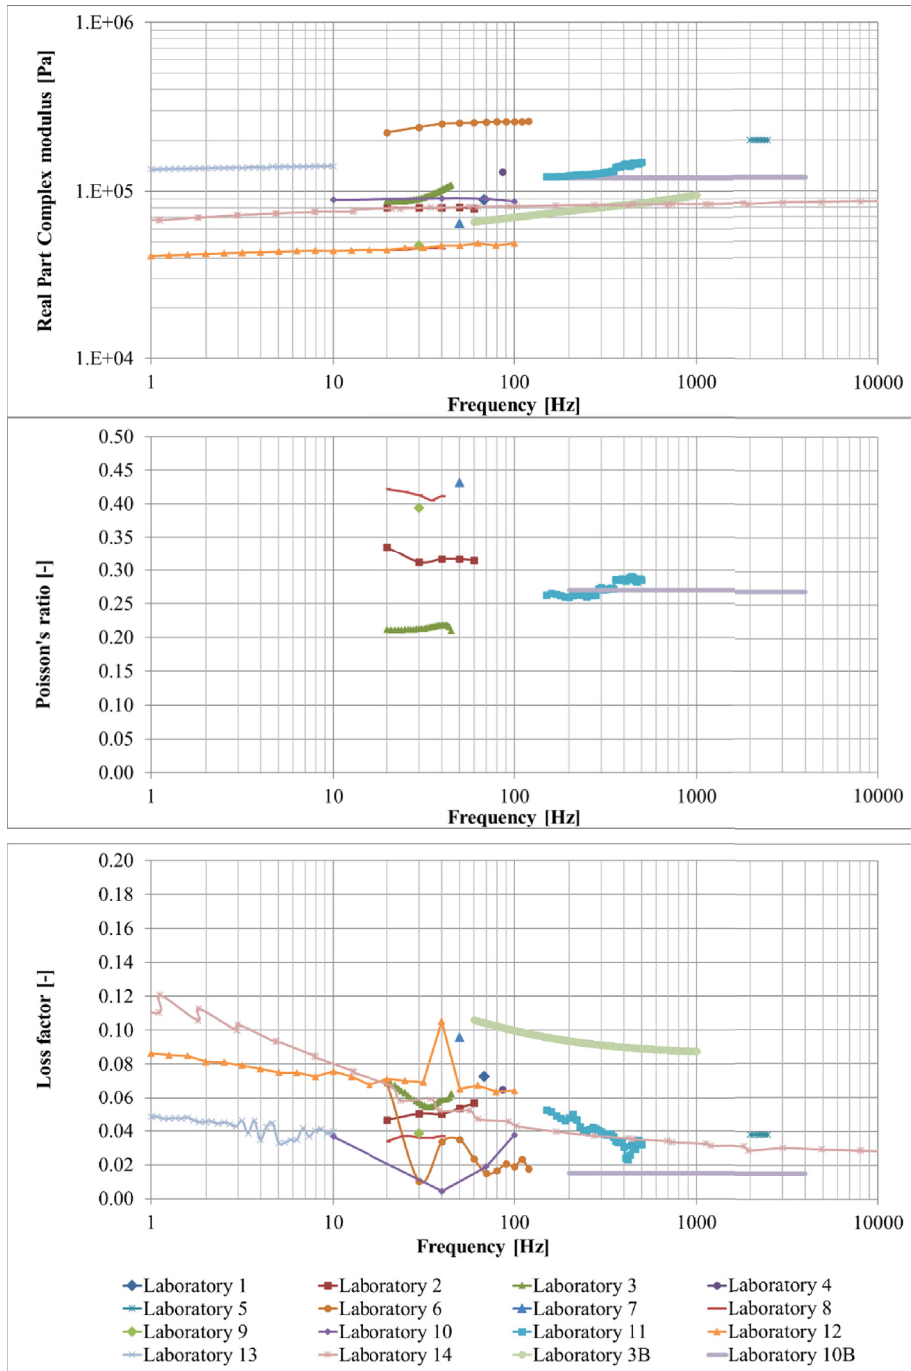 1.E+06
1.E+05
1.E+04
Real Part Complex modulus [Pa]
1 10 100 1000 10000
Frequency [Hz]
0.50
0.45
0.40
0.35
0.30
0.25
0.20
0.15
0.10
0.05
0.00
Poisson's ratio [-]
1 10 100 1000 10000
Frequency [Hz]
0.20
0.18
0.16
0.14
0.12
0.10
0.08
0.06
0.04
0.02
0.00
Loss factor [-]
1 10 100 1000 10000
Frequency [Hz]
Laboratory 1 Laboratory 2 Laboratory 3 Laboratory 4
Laboratory 5 Laboratory 6 Laboratory 7 Laboratory 8
Laboratory 9 Laboratory 10 Laboratory 11 Laboratory 12
Laboratory 13 Laboratory 14 Laboratory 3B Laboratory 10B